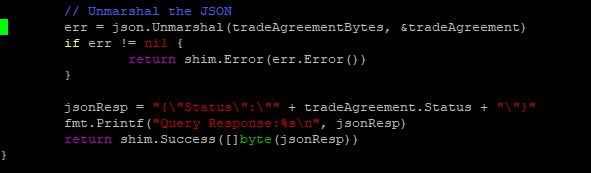 // Unmarshal the JSON
err = json.Unmarshal(tradeAgreementBytes, &tradeAgreement)
if err != nil {
return shim.Error(err.Error())
}
jsonResp = "{\"Status\":\"" + tradeAgreement.Status + "\"}"
fmt.Printf("Query Response:%s\n", jsonResp)
return shim.Success([]byte(jsonResp))
}